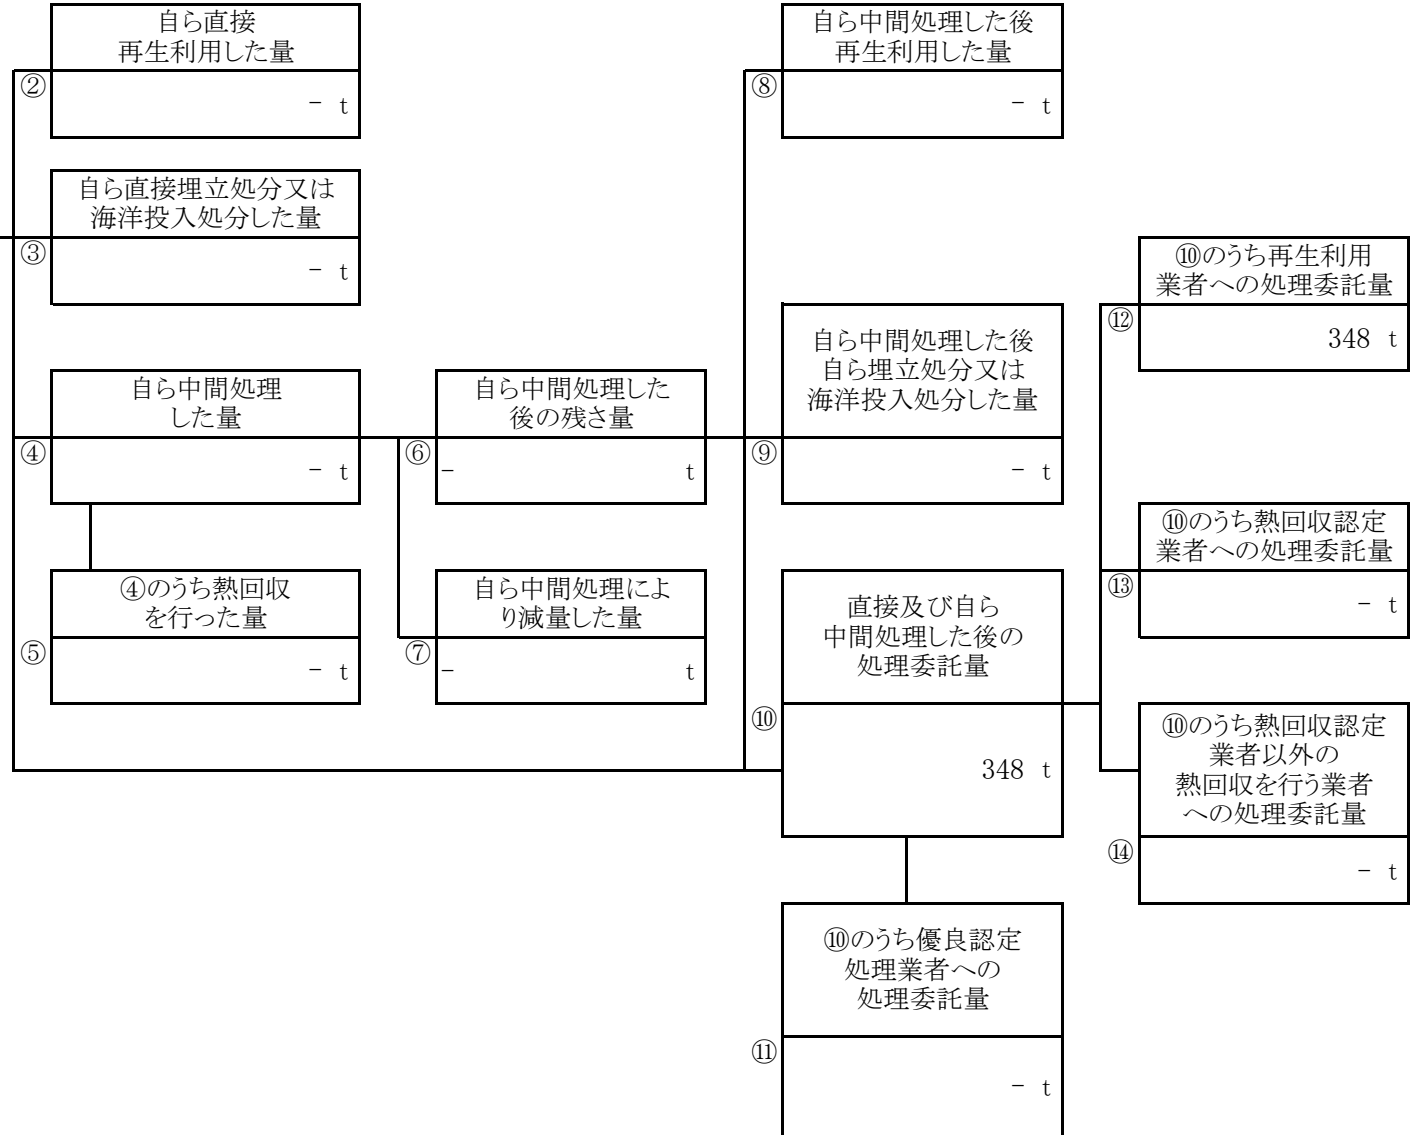 自ら直接
再生利用した量
②
− t
自ら直接埋立処分又は
海洋投入処分した量
③
− t
自ら中間処理
した量
④
− t
④のうち熱回収
を行った量
⑤
− t
自ら中間処理した
後の残さ量
⑥
− t
自ら中間処理によ
り減量した量
⑦
− t
自ら中間処理した後
再生利用した量
⑧
− t
自ら中間処理した後
自ら埋立処分又は
海洋投入処分した量
⑨
− t
直接及び自ら
中間処理した後の
処理委託量
⑩
348 t
⑩のうち優良認定
処理業者への
処理委託量
⑪
− t
⑩のうち再生利用
業者への処理委託量
⑫
348 t
⑩のうち熱回収認定
業者への処理委託量
⑬
− t
⑩のうち熱回収認定
業者以外の
熱回収を行う業者
への処理委託量
⑭
− t